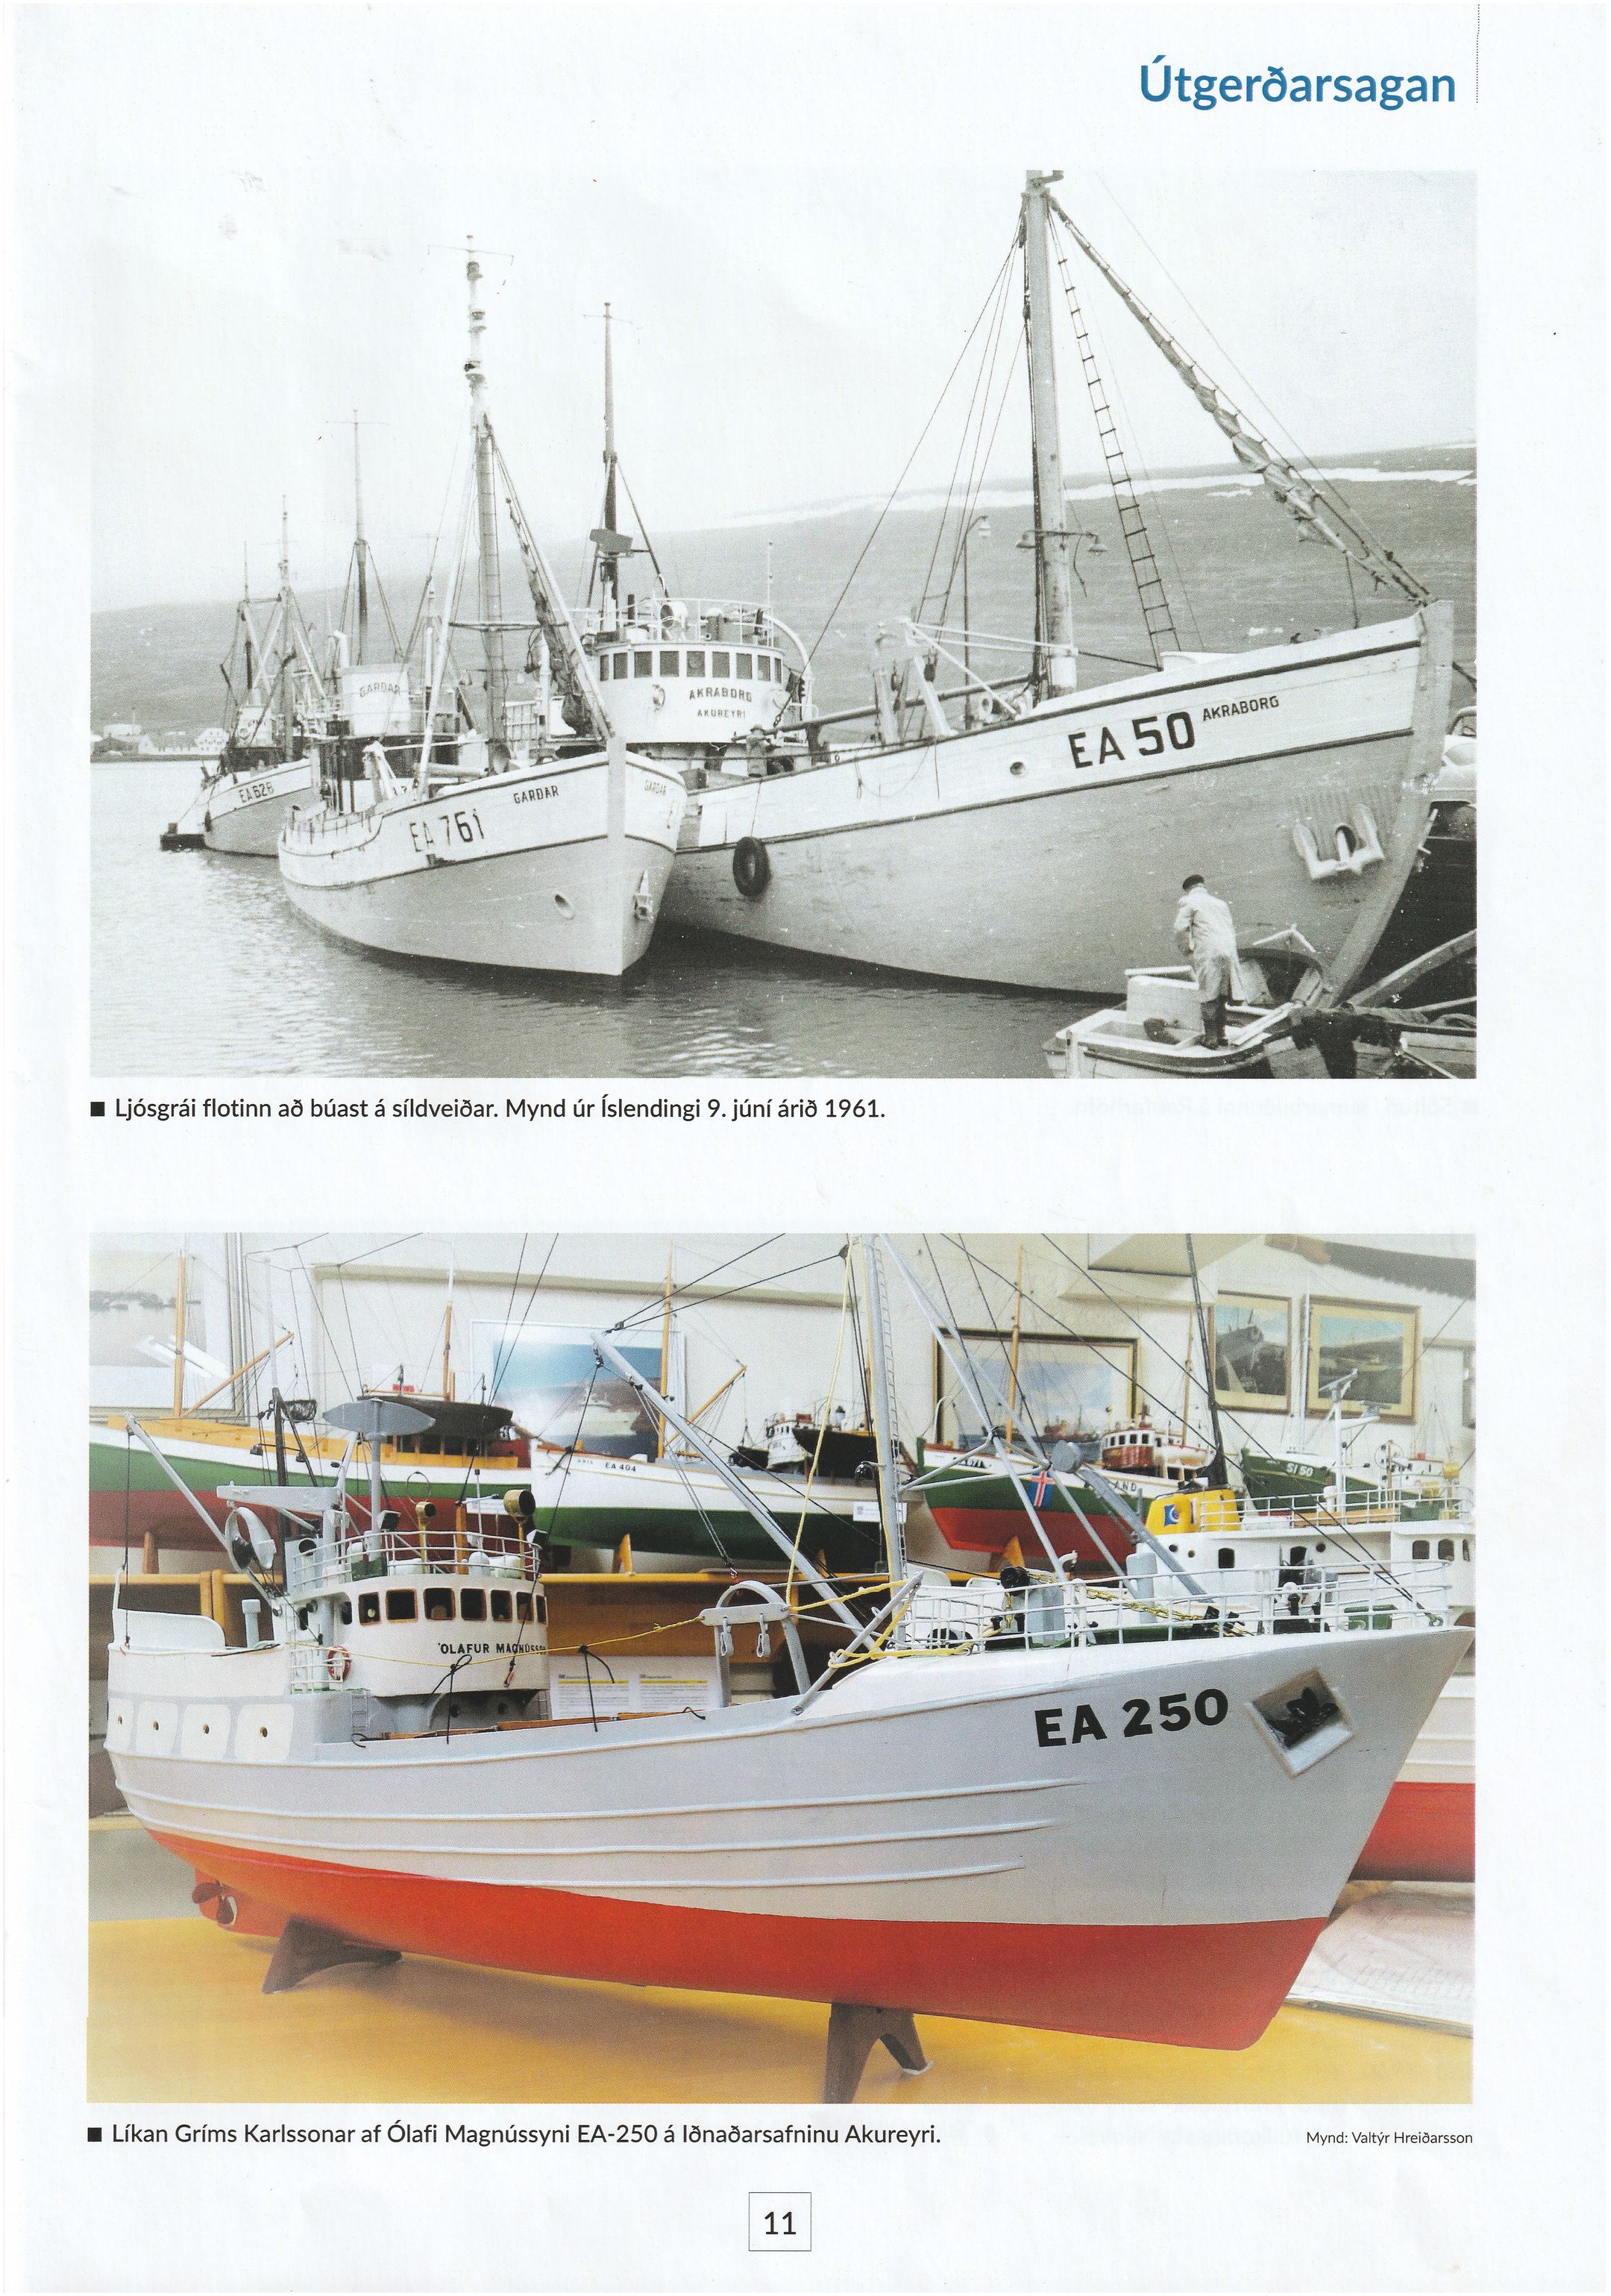 Útgerðarsagan
GARÐAR
AKRABORG
AKUREYRI
EA 50 AKRABORG
EA 628
EA 761 GARÐAR
GARÐAR
■ Ljósgrái flotinn að búast á síldveiðar. Mynd úr Íslendingi 9. júní árið 1961.
EA 404
SI 50
EA 250
■ Líkan Gríms Karlssonar af Ólafi Magnússyni EA-250 á Iðnaðarsafninu Akureyri.
Mynd: Valtýr Hreiðarsson
11